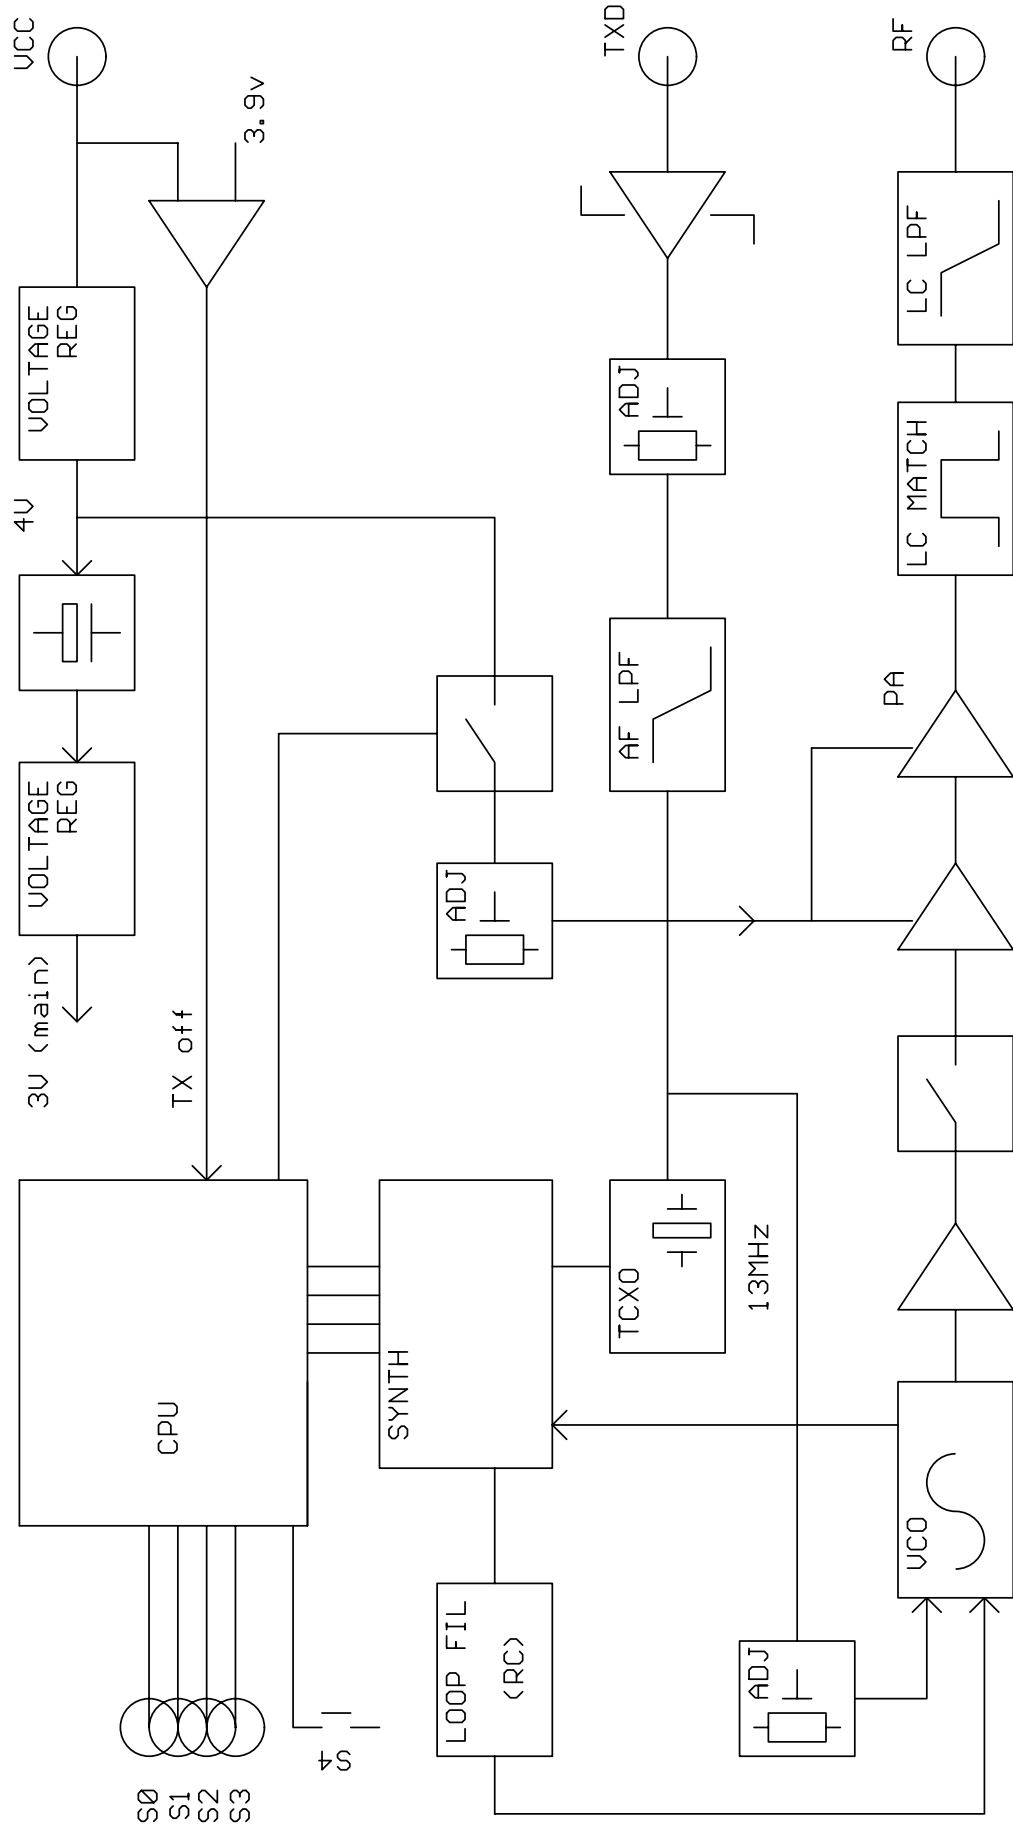 VCC
3.9v
VOLTAGE
REG
4V
VOLTAGE
REG
3V (main)
TX off
CPU
S0
S1
S2
S3
S4
SYNTH
LOOP FIL
(RC)
ADJ
TXD
ADJ
AF LPF
TCXO
13MHz
ADJ
RF
LC LPF
LC MATCH
PA
VCO